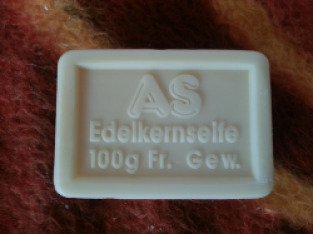 AS
Edelkernseife
100g Fr. Gew.